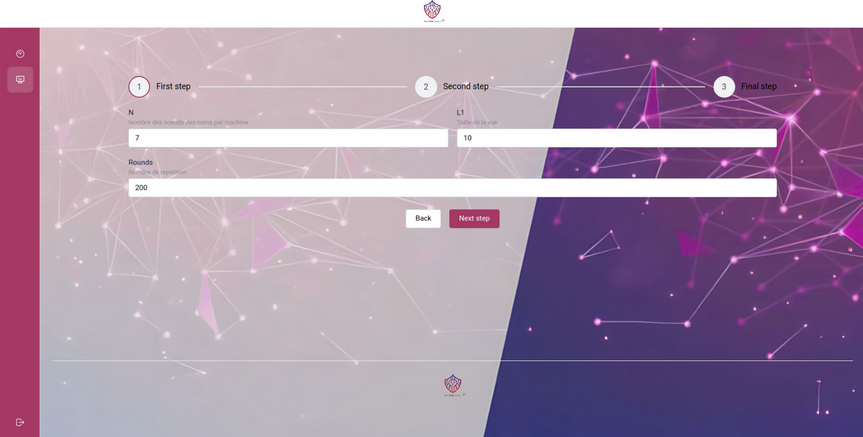 1 First step 2 Second step 3 Final step
N L1
Nombre des noeuds des noms par machine Taille de la vue
7 10
Rounds
Nombre de repetition
200
Back Next step